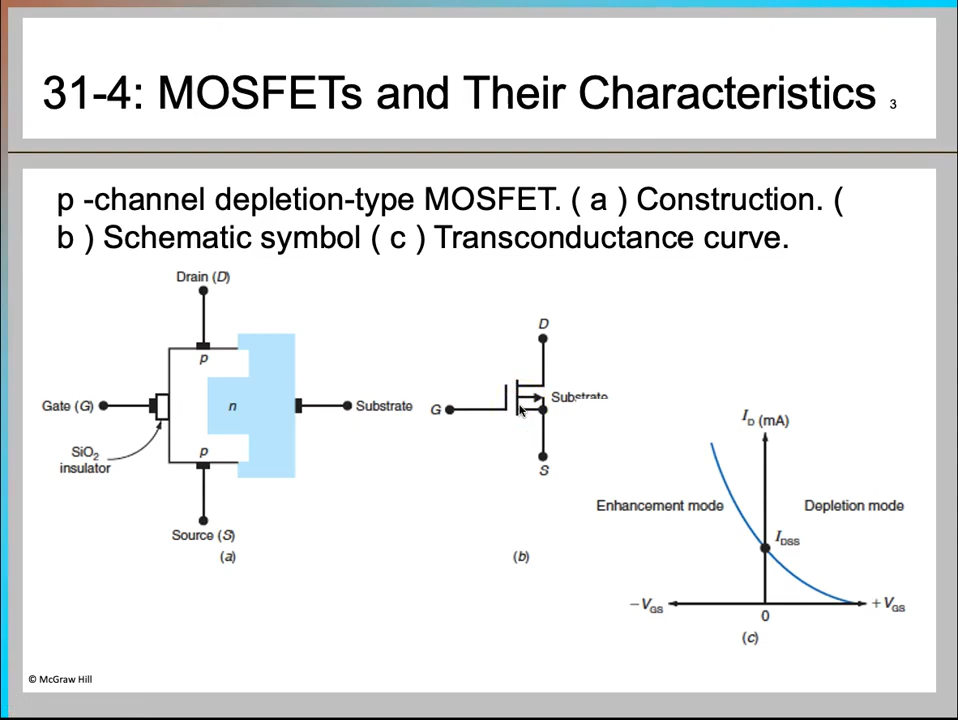 31-4: MOSFETs and Their Characteristics 3
p -channel depletion-type MOSFET. ( a ) Construction. (
b ) Schematic symbol ( c ) Transconductance curve.
Drain (D)
p
Gate (G)
n
Substrate
SiO2
insulator
p
Source (S)
(a)
D
G
Substrate
S
(b)
ID (mA)
Enhancement mode
Depletion mode
IDSS
–VGS
0
+VGS
(c)
© McGraw Hill